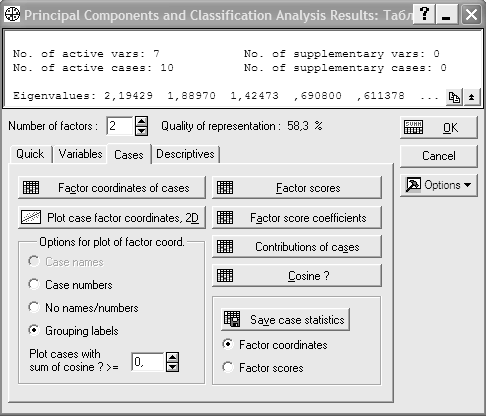 Principal Components and Classification Analysis Results: Табл
No. of active vars: 7 No. of supplementary vars: 0
No. of active cases: 10 No. of supplementary cases: 0
Eigenvalues: 2,19429 1,88970 1,42473 ,690800 ,611378 ...
Number of factors : 2 Quality of representation : 58,3 %
OK
Cancel
Options
Quick Variables Cases Descriptives
Factor coordinates of cases
Plot case factor coordinates, 2D
Options for plot of factor coord.
Case names
Case numbers
No names/numbers
Grouping labels
Plot cases with
sum of cosine ? >= 0,
Factor scores
Factor score coefficients
Contributions of cases
Cosine ?
Save case statistics
Factor coordinates
Factor scores